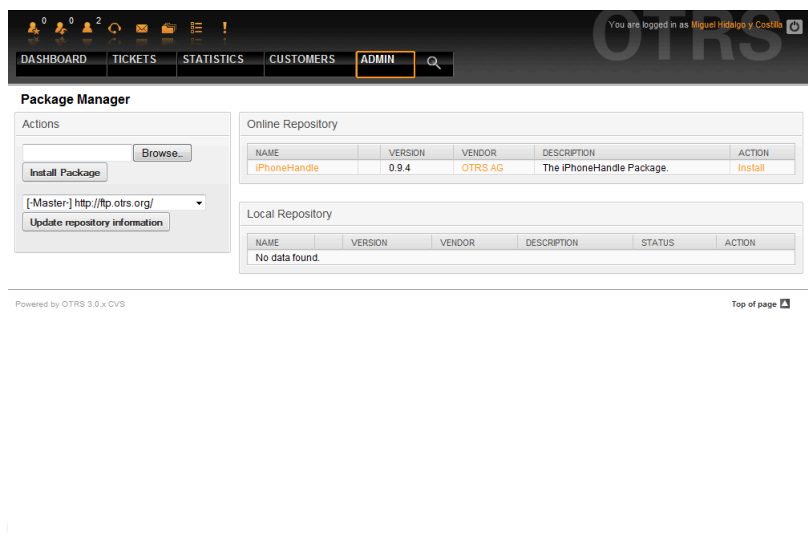 0 0 2
You are logged in as Miguel Hidalgo y Costilla
OTRS
DASHBOARD TICKETS STATISTICS CUSTOMERS ADMIN
Package Manager
Actions
Browse..
Install Package
[-Master-] http://ftp.otrs.org/
Update repository information
Online Repository
NAME VERSION VENDOR DESCRIPTION ACTION
iPhoneHandle 0.9.4 OTRS AG The iPhoneHandle Package. Install
Local Repository
NAME VERSION VENDOR DESCRIPTION STATUS ACTION
No data found.
Powered by OTRS 3.0.x CVS
Top of page